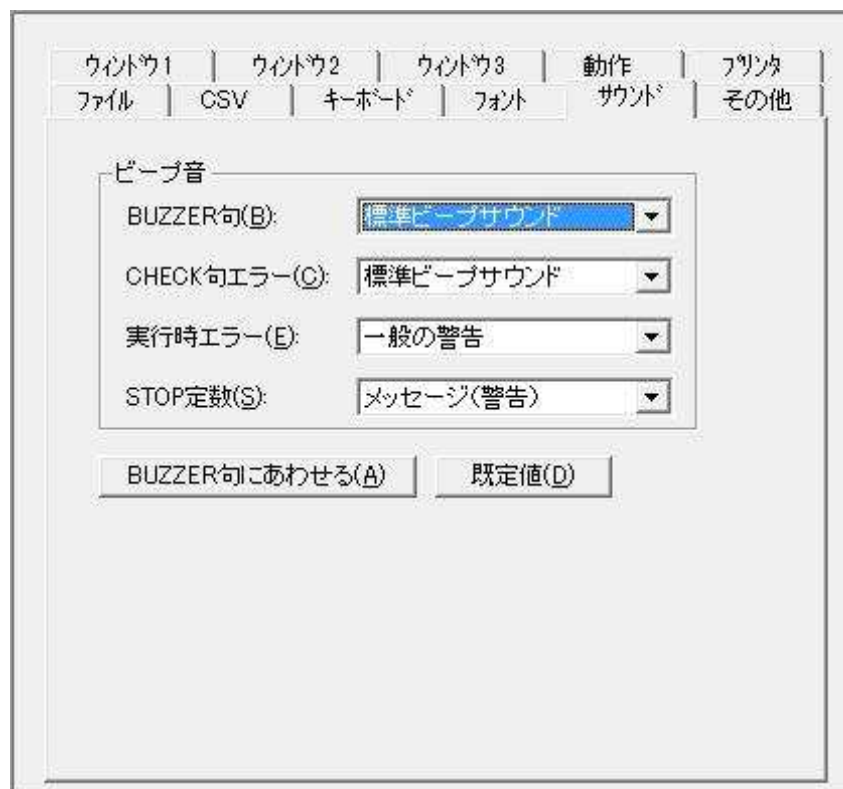 ｳｨﾝﾄﾞｳ1 ｳｨﾝﾄﾞｳ2 ｳｨﾝﾄﾞｳ3 動作 ﾌﾟﾘﾝﾀ
ﾌｧｲﾙ CSV ｷｰﾎﾞｰﾄﾞ ﾌｫﾝﾄ ｻｳﾝﾄﾞ その他
ビープ音
BUZZER句(B): 標準ビープサウンド
CHECK句エラー(C): 標準ビープサウンド
実行時エラー(E): 一般の警告
STOP定数(S): メッセージ(警告)
BUZZER句にあわせる(A) 既定値(D)